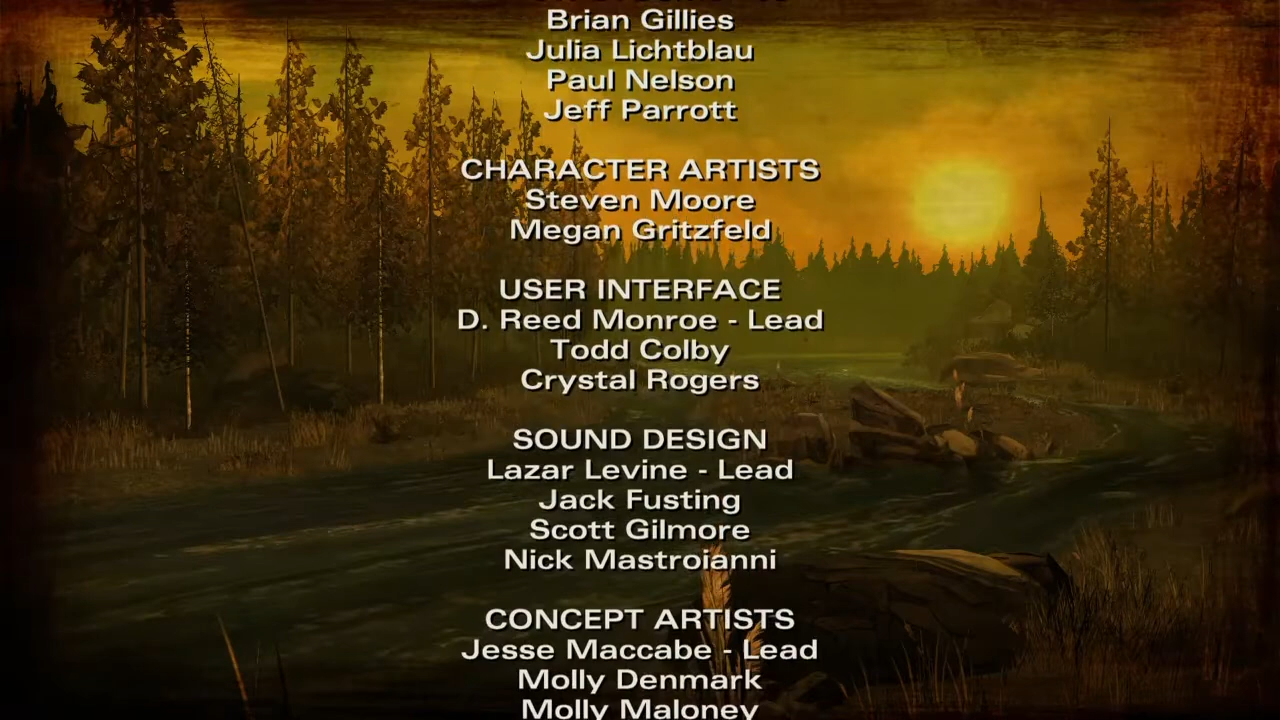 Brian Gillies
Julia Lichtblau
Paul Nelson
Jeff Parrott
CHARACTER ARTISTS
Steven Moore
Megan Gritzfeld
USER INTERFACE
D. Reed Monroe - Lead
Todd Colby
Crystal Rogers
SOUND DESIGN
Lazar Levine - Lead
Jack Fusting
Scott Gilmore
Nick Mastroianni
CONCEPT ARTISTS
Jesse Maccabe - Lead
Molly Denmark
Molly Maloney